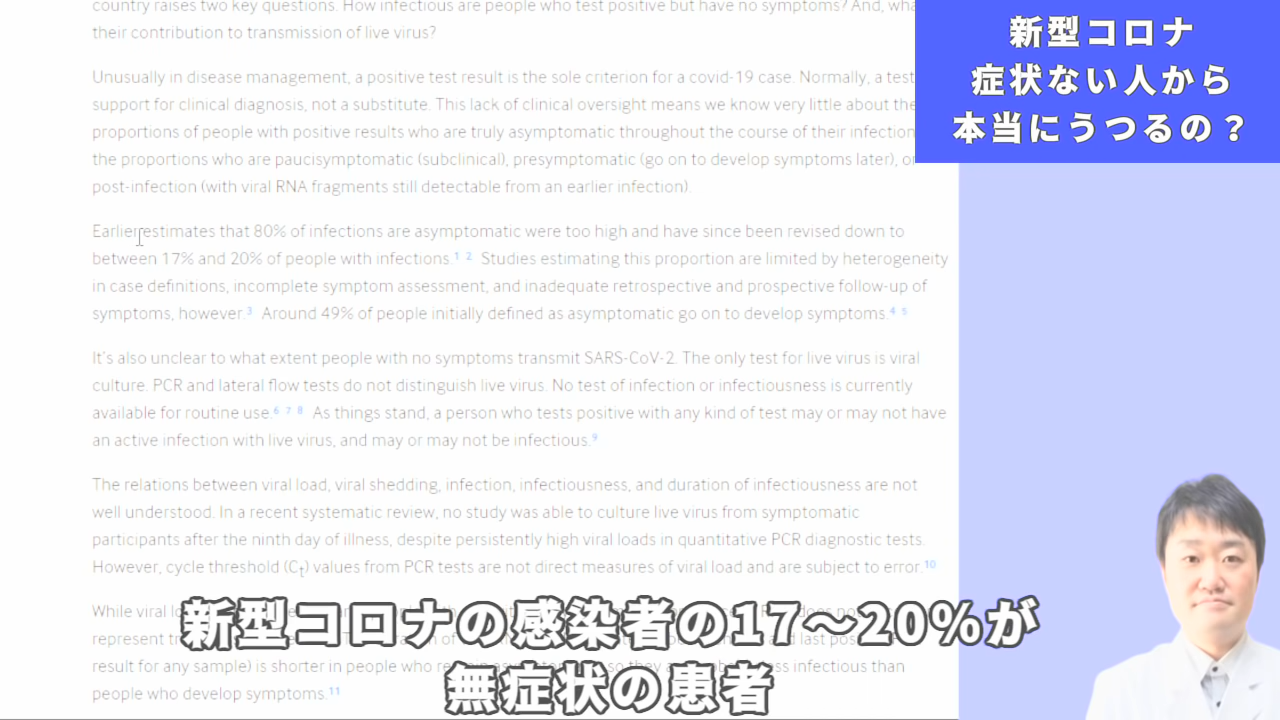 country raises two key questions. How infectious are people who test positive but have no symptoms? And,
their contribution to transmission of live virus?
Unusually in disease management, a positive test result is the sole criterion for a covid-19 case. Normally, a test
support for clinical diagnosis, not a substitute. This lack of clinical oversight means we know very little about the
proportions of people with positive results who are truly asymptomatic throughout the course of their infection
the proportions who are paucisymptomatic (subclinical), presymptomatic (go on to develop symptoms later),
post-infection (with viral RNA fragments still detectable from an earlier infection).
Earlier estimates that 80% of infections are asymptomatic were too high and have since been revised down to
between 17% and 20% of people with infections.1 2 Studies estimating this proportion are limited by heterogeneity
in case definitions, incomplete symptom assessment, and inadequate retrospective and prospective follow-up of
symptoms, however.3 Around 49% of people initially defined as asymptomatic go on to develop symptoms.4 5
It's also unclear to what extent people with no symptoms transmit SARS-CoV-2. The only test for live virus is viral
culture. PCR and lateral flow tests do not distinguish live virus. No test of infection or infectiousness is currently
available for routine use.6 7 8 As things stand, a person who tests positive with any kind of test may or may not have
an active infection with live virus, and may or may not be infectious.9
The relations between viral load, viral shedding, infection, infectiousness, and duration of infectiousness are not
well understood. In a recent systematic review, no study was able to culture live virus from symptomatic
participants after the ninth day of illness, despite persistently high viral loads in quantitative PCR diagnostic tests.
However, cycle threshold (Ct) values from PCR tests are not direct measures of viral load and are subject to error.10
While viral
represent
result for any sample) is shorter in people who infectious than
people who develop symptoms.11
新型コロナ
症状ない人から
本当にうつるの？
新型コロナの感染者の17～20%が
無症状の患者